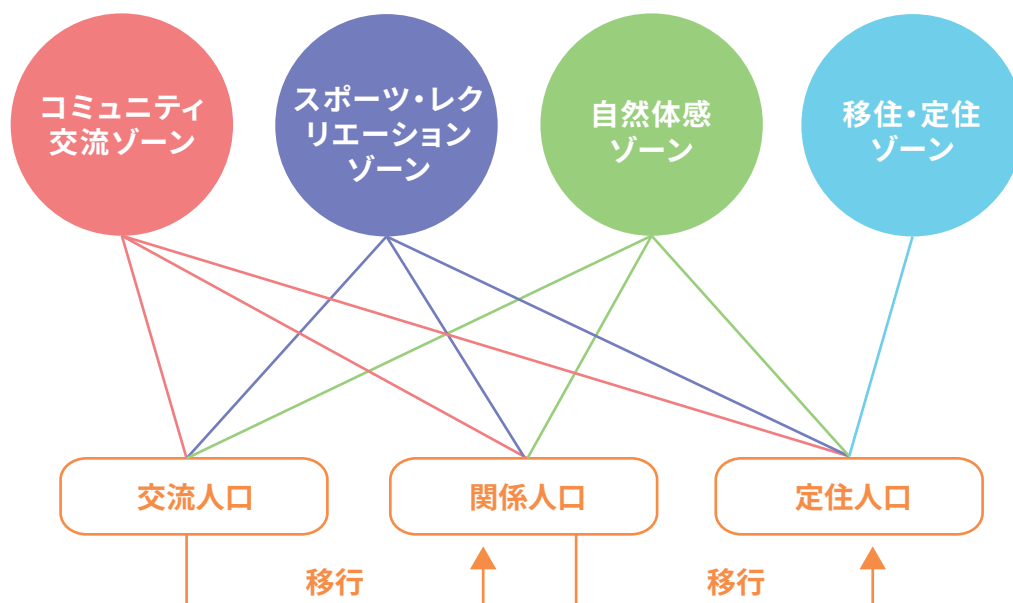 コミュニティ
交流ゾーン
スポーツ・レク
リエーション
ゾーン
自然体感
ゾーン
移住・定住
ゾーン
交流人口
関係人口
定住人口
移行
移行